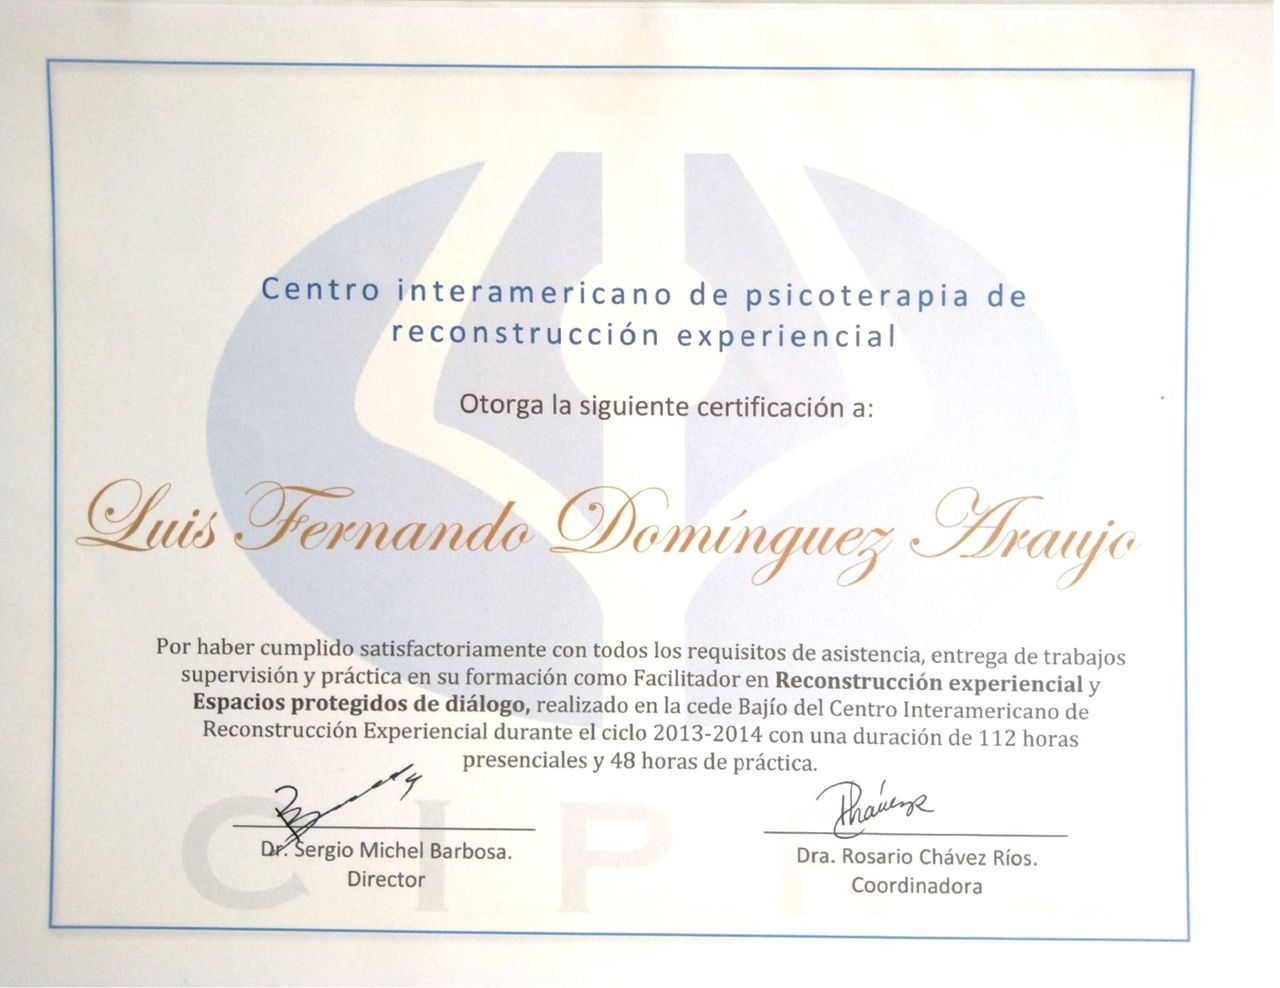 Centro interamericano de psicoterapia de
reconstrucción experiencial
Otorga la siguiente certificación a:
Luis Fernando Domínguez Araujo
Por haber cumplido satisfactoriamente con todos los requisitos de asistencia, entrega de trabajos
supervisión y práctica en su formación como Facilitador en Reconstrucción experiencial y
Espacios protegidos de diálogo, realizado en la cede Bajío del Centro Interamericano de
Reconstrucción Experiencial durante el ciclo 2013-2014 con una duración de 112 horas
presenciales y 48 horas de práctica.
Dr. Sergio Michel Barbosa.
Director
Dra. Rosario Chávez Ríos.
Coordinadora
CIPR